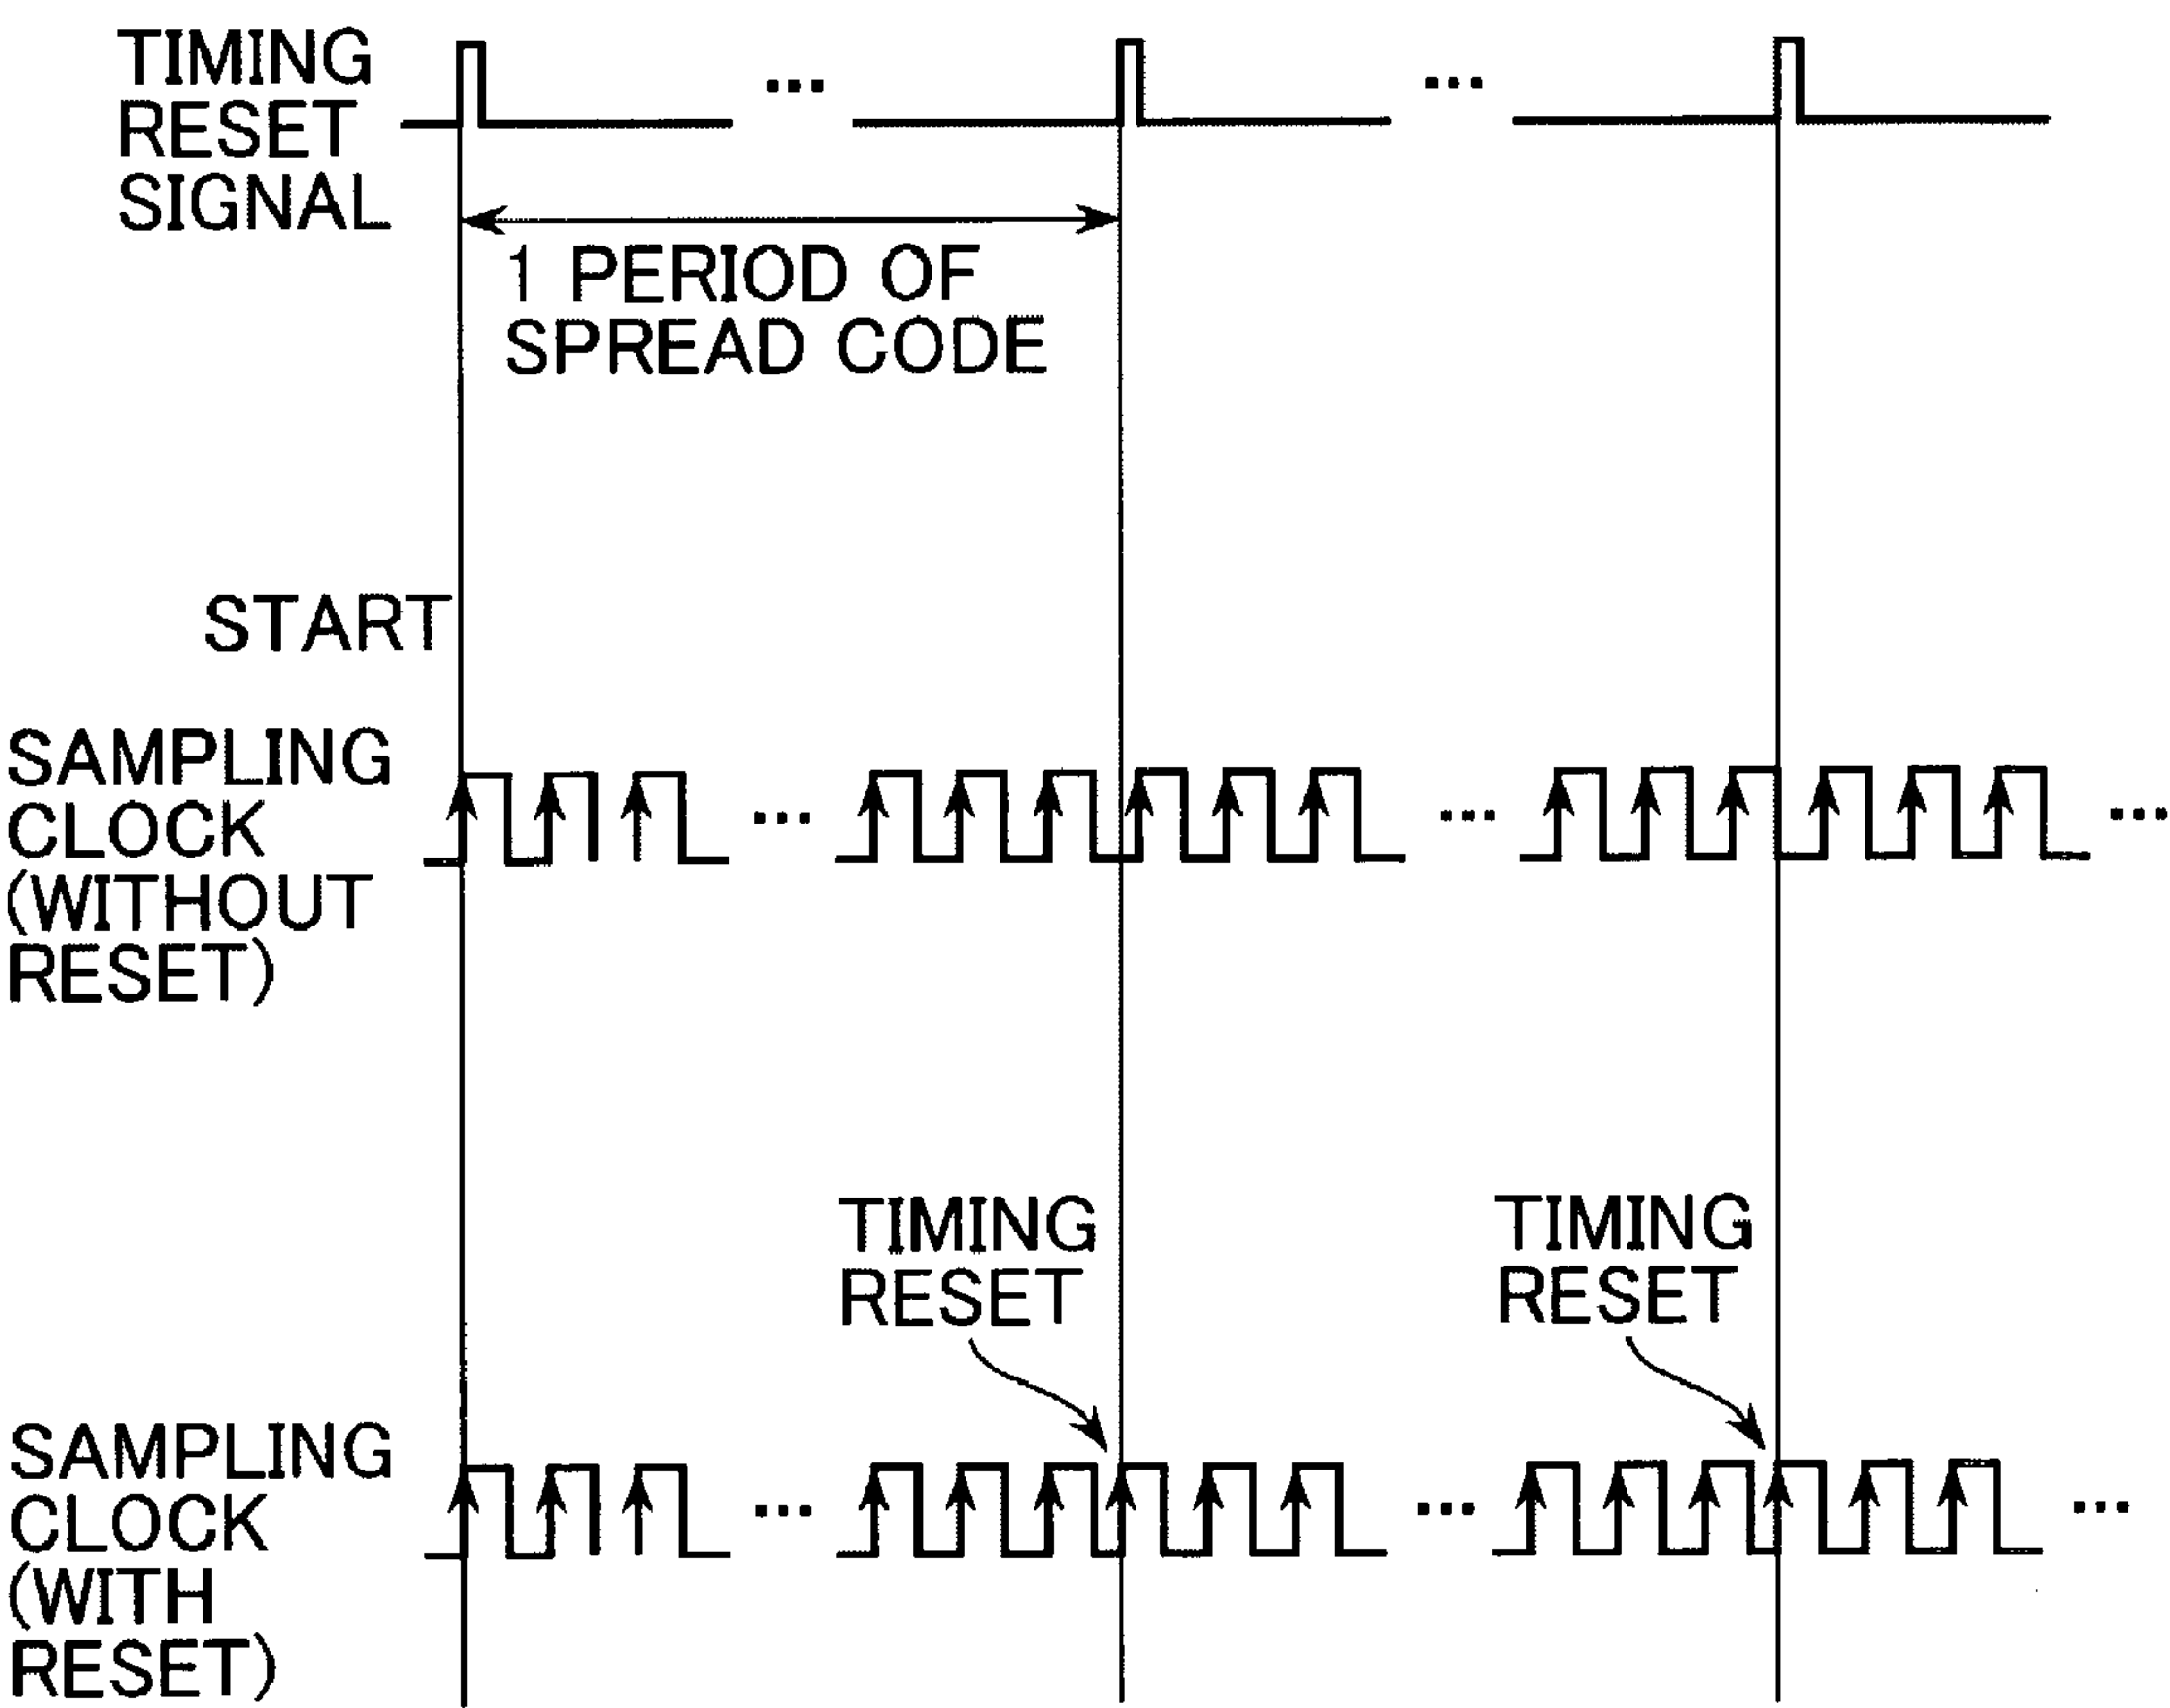 TIMING
RESET
SIGNAL
1 PERIOD OF
SPREAD CODE
START
SAMPLING
CLOCK
(WITHOUT
RESET)
TIMING
RESET
TIMING
RESET
SAMPLING
CLOCK
(WITH
RESET)